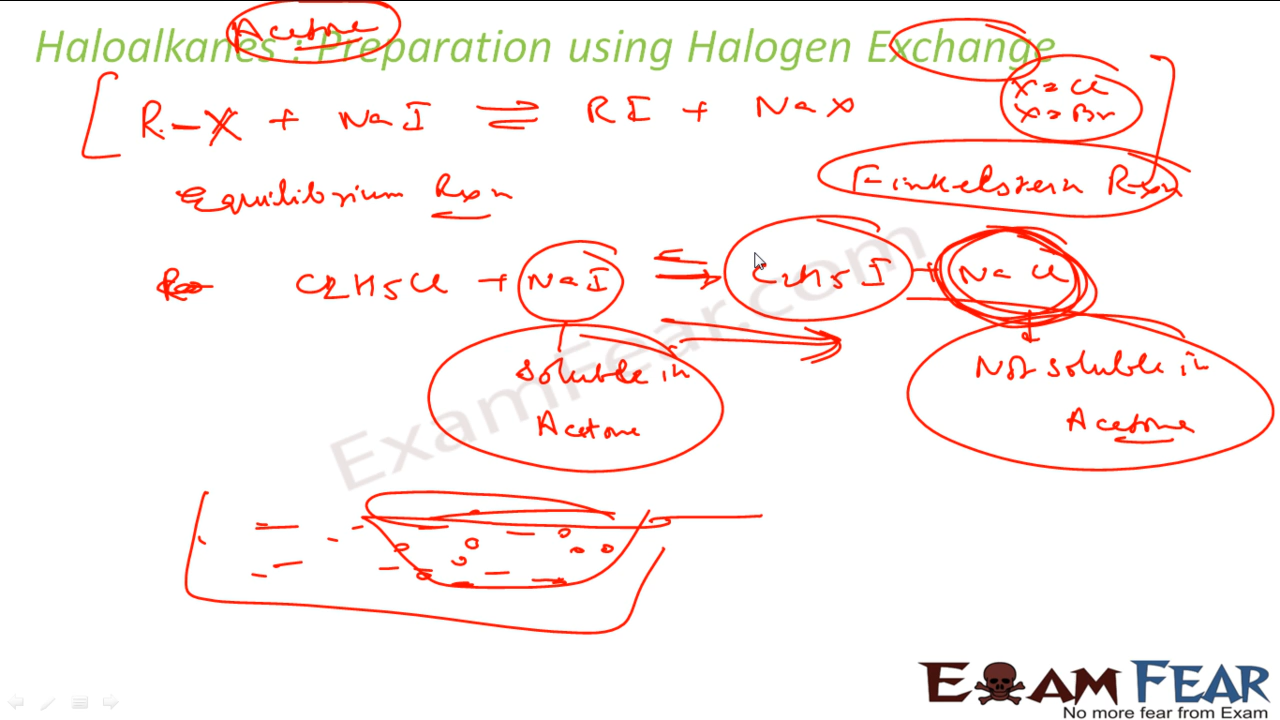 Acetone
Haloalkanes : Preparation using Halogen Exchange
R-X + NaI ⇌ RI + NaX
X = Cl
X = Br
Equilibrium Rxn
Finkelstein Rxn
C2H5Cl + NaI ⇌ C2H5I + NaCl
Soluble in
Acetone
Not soluble in
Acetone
ExamFear.com
EXAM FEAR
No more fear from Exam